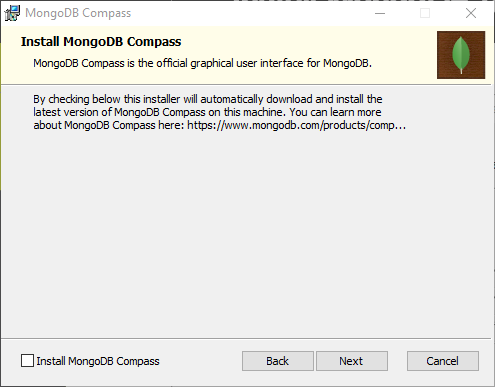 MongoDB Compass
Install MongoDB Compass
MongoDB Compass is the official graphical user interface for MongoDB.
By checking below this installer will automatically download and install the
latest version of MongoDB Compass on this machine. You can learn more
about MongoDB Compass here: https://www.mongodb.com/products/comp...
Install MongoDB Compass
Back
Next
Cancel